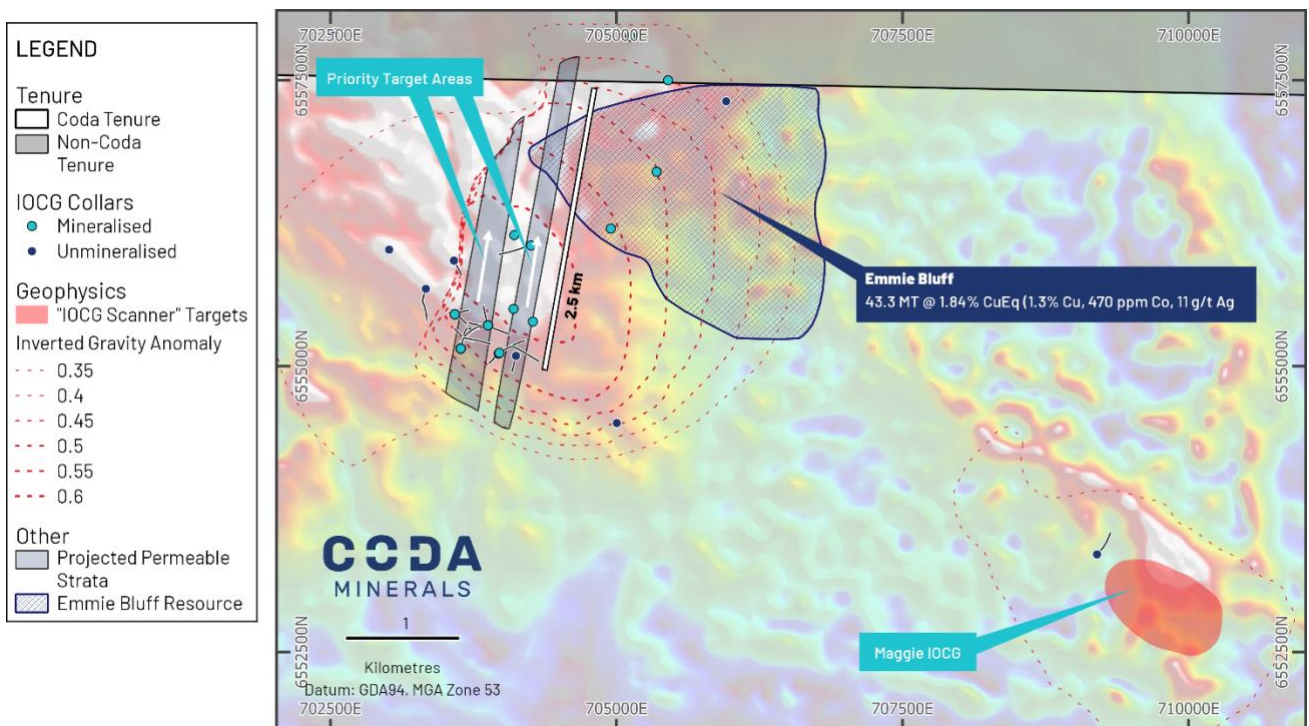 LEGEND
Tenure
Coda Tenure
Non-Coda
Tenure
IOCG Collars
Mineralised
Unmineralised
Geophysics
"IOCG Scanner" Targets
Inverted Gravity Anomaly
0.35
0.4
0.45
0.5
0.55
0.6
Other
Projected Permeable
Strata
Emmie Bluff Resource
702500E
705000E
707500E
710000E
6557500N
6557500N
Priority Target Areas
2.5 km
Emmie Bluff
43.3 MT @ 1.84% CuEq (1.3% Cu, 470 ppm Co, 11 g/t Ag
6555000N
6555000N
CODA
MINERALS
1
Kilometres
Datum: GDA94, MGA Zone 53
Maggie IOCG
6552500N
6552500N
702500E
705000E
707500E
710000E